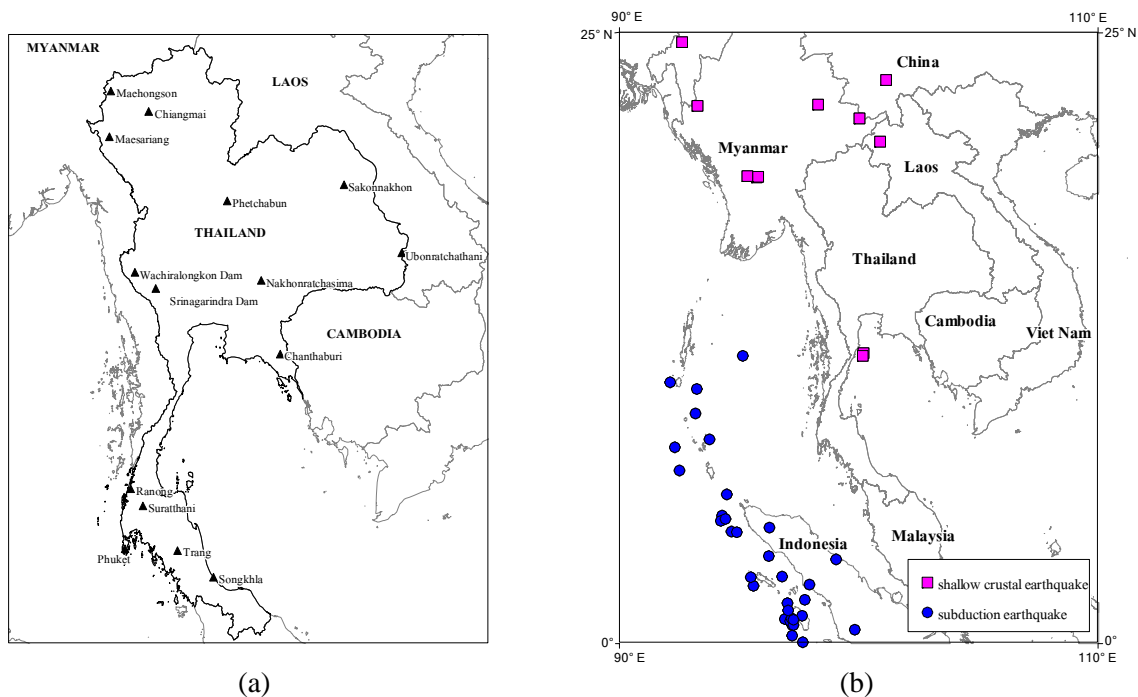 MYANMAR
LAOS
Maehongson
Chiangmai
Maesariang
Sakonnakhon
Phetchabun
THAILAND
Ubonratchathani
Wachiralongkon Dam
Nakhonratchasima
Srinagarindra Dam
CAMBODIA
Chanthaburi
Ranong
Suratthani
Phuket
Trang
Songkhla
(a)
90° E
110° E
25° N
25° N
China
Myanmar
Laos
Thailand
Cambodia
Viet Nam
Malaysia
Indonesia
shallow crustal earthquake
subduction earthquake
0°
0°
90° E
110° E
(b)